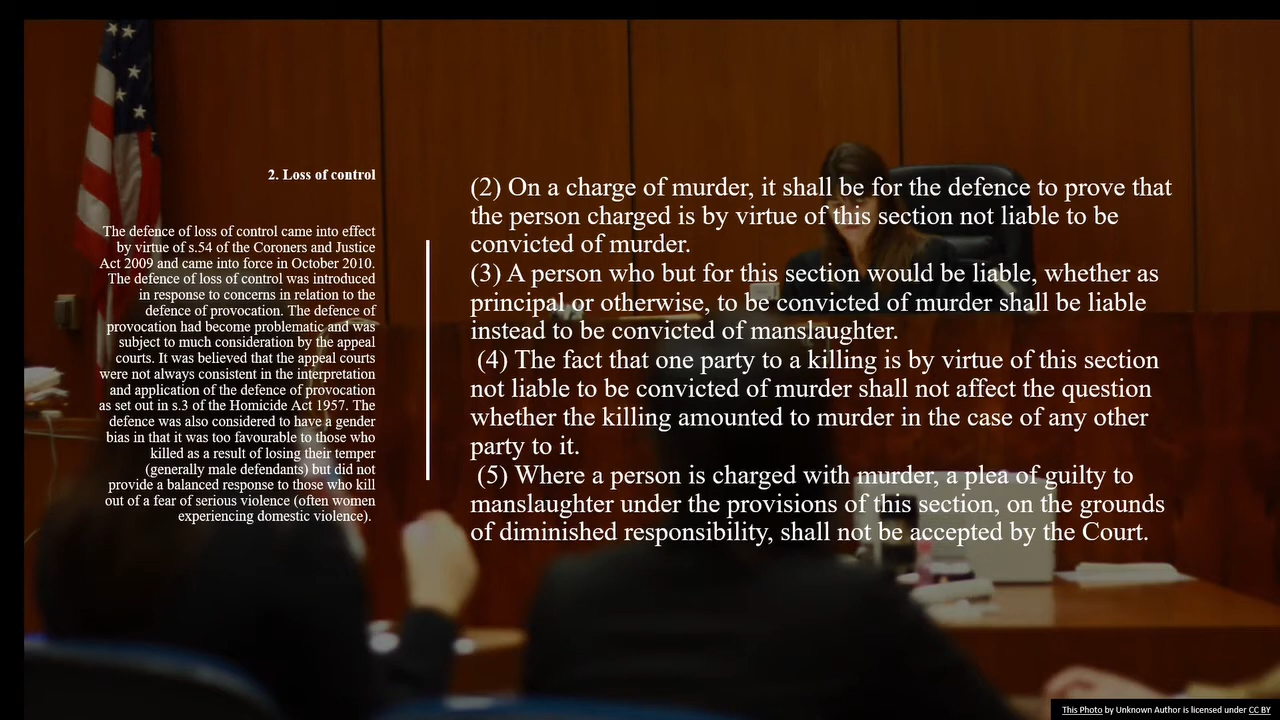 2. Loss of control
The defence of loss of control came into effect
by virtue of s.54 of the Coroners and Justice
Act 2009 and came into force in October 2010.
The defence of loss of control was introduced
in response to concerns in relation to the
defence of provocation. The defence of
provocation had become problematic and was
subject to much consideration by the appeal
courts. It was believed that the appeal courts
were not always consistent in the interpretation
and application of the defence of provocation
as set out in s.3 of the Homicide Act 1957. The
defence was also considered to have a gender
bias in that it was too favourable to those who
killed as a result of losing their temper
(generally male defendants) but did not
provide a balanced response to those who kill
out of a fear of serious violence (often women
experiencing domestic violence).
(2) On a charge of murder, it shall be for the defence to prove that
the person charged is by virtue of this section not liable to be
convicted of murder.
(3) A person who but for this section would be liable, whether as
principal or otherwise, to be convicted of murder shall be liable
instead to be convicted of manslaughter.
(4) The fact that one party to a killing is by virtue of this section
not liable to be convicted of murder shall not affect the question
whether the killing amounted to murder in the case of any other
party to it.
(5) Where a person is charged with murder, a plea of guilty to
manslaughter under the provisions of this section, on the grounds
of diminished responsibility, shall not be accepted by the Court.
This Photo by Unknown Author is licensed under CC BY